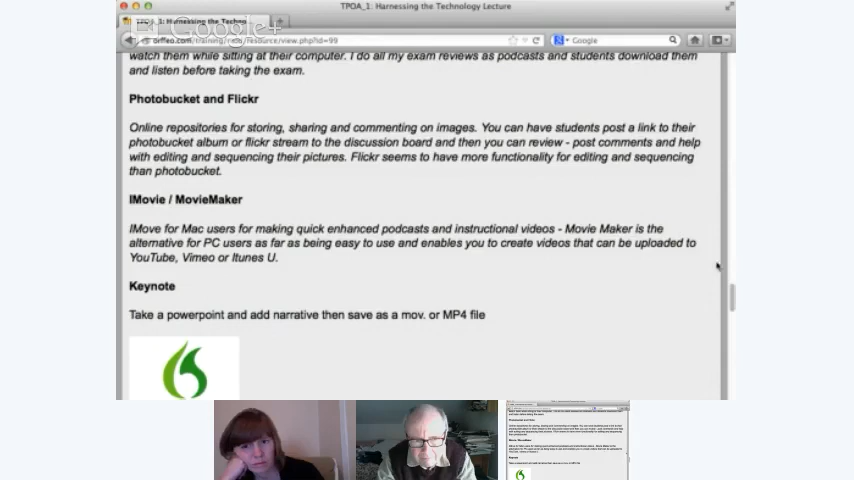 TPOA_1: Harnessing the Technology Lecture
TPOA_1: Harnessing the Techno
Google+
Google
watch them while sitting at their computer. I do all my exam reviews as podcasts and students download them
and listen before taking the exam.
Photobucket and Flickr
Online repositories for storing, sharing and commenting on images. You can have students post a link to their
photobucket album or flickr stream to the discussion board and then you can review - post comments and help
with editing and sequencing their pictures. Flickr seems to have more functionality for editing and sequencing
than photobucket.
IMovie / MovieMaker
IMove for Mac users for making quick enhanced podcasts and instructional videos - Movie Maker is the
alternative for PC users as far as being easy to use and enables you to create videos that can be uploaded to
YouTube, Vimeo or Itunes U.
Keynote
Take a powerpoint and add narrative then save as a mov. or MP4 file